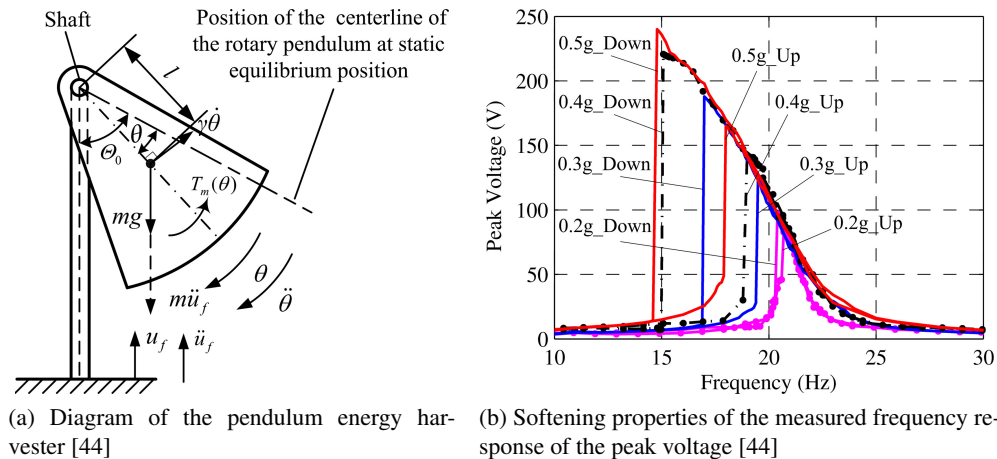 Shaft
Position of the centerline of
the rotary pendulum at static
equilibrium position
l
γθ̇
θ
Θ₀
T_m(θ)
mg
θ
θ̈
mü_f
u_f
ü_f
(a) Diagram of the pendulum energy har-
vester [44]
250
200
150
100
50
0
Peak Voltage (V)
0.5g_Down
0.5g_Up
0.4g_Down
0.4g_Up
0.3g_Down
0.3g_Up
0.2g_Down
0.2g_Up
10 15 20 25 30
Frequency (Hz)
(b) Softening properties of the measured frequency re-
sponse of the peak voltage [44]